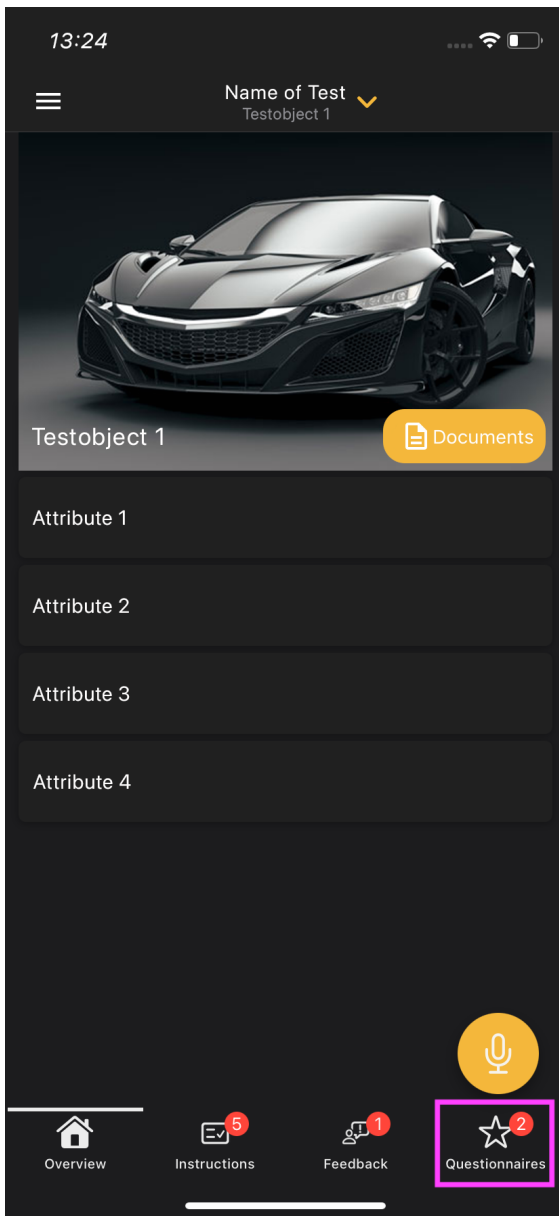 13:24
Name of Test
Testobject 1
Testobject 1
Documents
Attribute 1
Attribute 2
Attribute 3
Attribute 4
5
1
2
Overview
Instructions
Feedback
Questionnaires